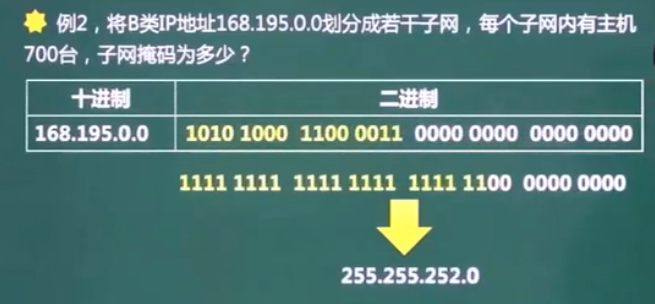 例2，将B类IP地址168.195.0.0划分成若干子网，每个子网内有主机
700台，子网掩码为多少？
十进制 二进制
168.195.0.0 1010 1000 1100 0011 0000 0000 0000 0000
1111 1111 1111 1111 1111 1100 0000 0000
255.255.252.0